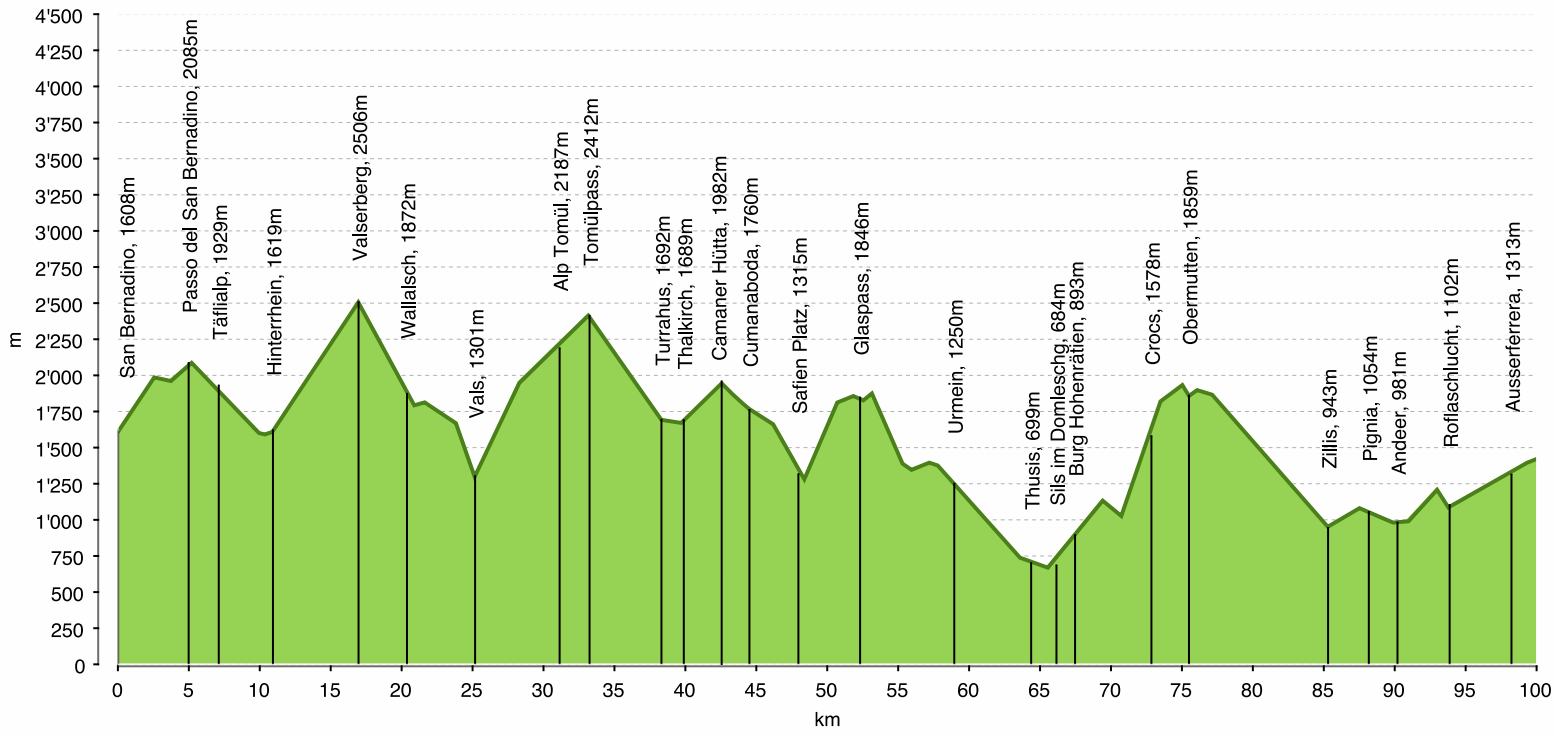 4'500
4'250
4'000
3'750
3'500
3'250
3'000
2'750
2'500
2'250
2'000
1'750
1'500
1'250
1'000
750
500
250
0
m
San Bernadino, 1608m
Passo del San Bernadino, 2085m
Täflialp, 1929m
Hinterrhein, 1619m
Valserberg, 2506m
Wallalsch, 1872m
Vals, 1301m
Alp Tomül, 2187m
Tomülpass, 2412m
Turrahus, 1692m
Thalkirch, 1689m
Camaner Hütta, 1982m
Cumanaboda, 1760m
Safien Platz, 1315m
Glaspass, 1846m
Urmein, 1250m
Thusis, 699m
Sils im Domleschg, 684m
Burg Hohenrätien, 893m
Crocs, 1578m
Obermutten, 1859m
Zillis, 943m
Pignia, 1054m
Andeer, 981m
Roflaschlucht, 1102m
Ausserferrera, 1313m
0 5 10 15 20 25 30 35 40 45 50 55 60 65 70 75 80 85 90 95 100
km